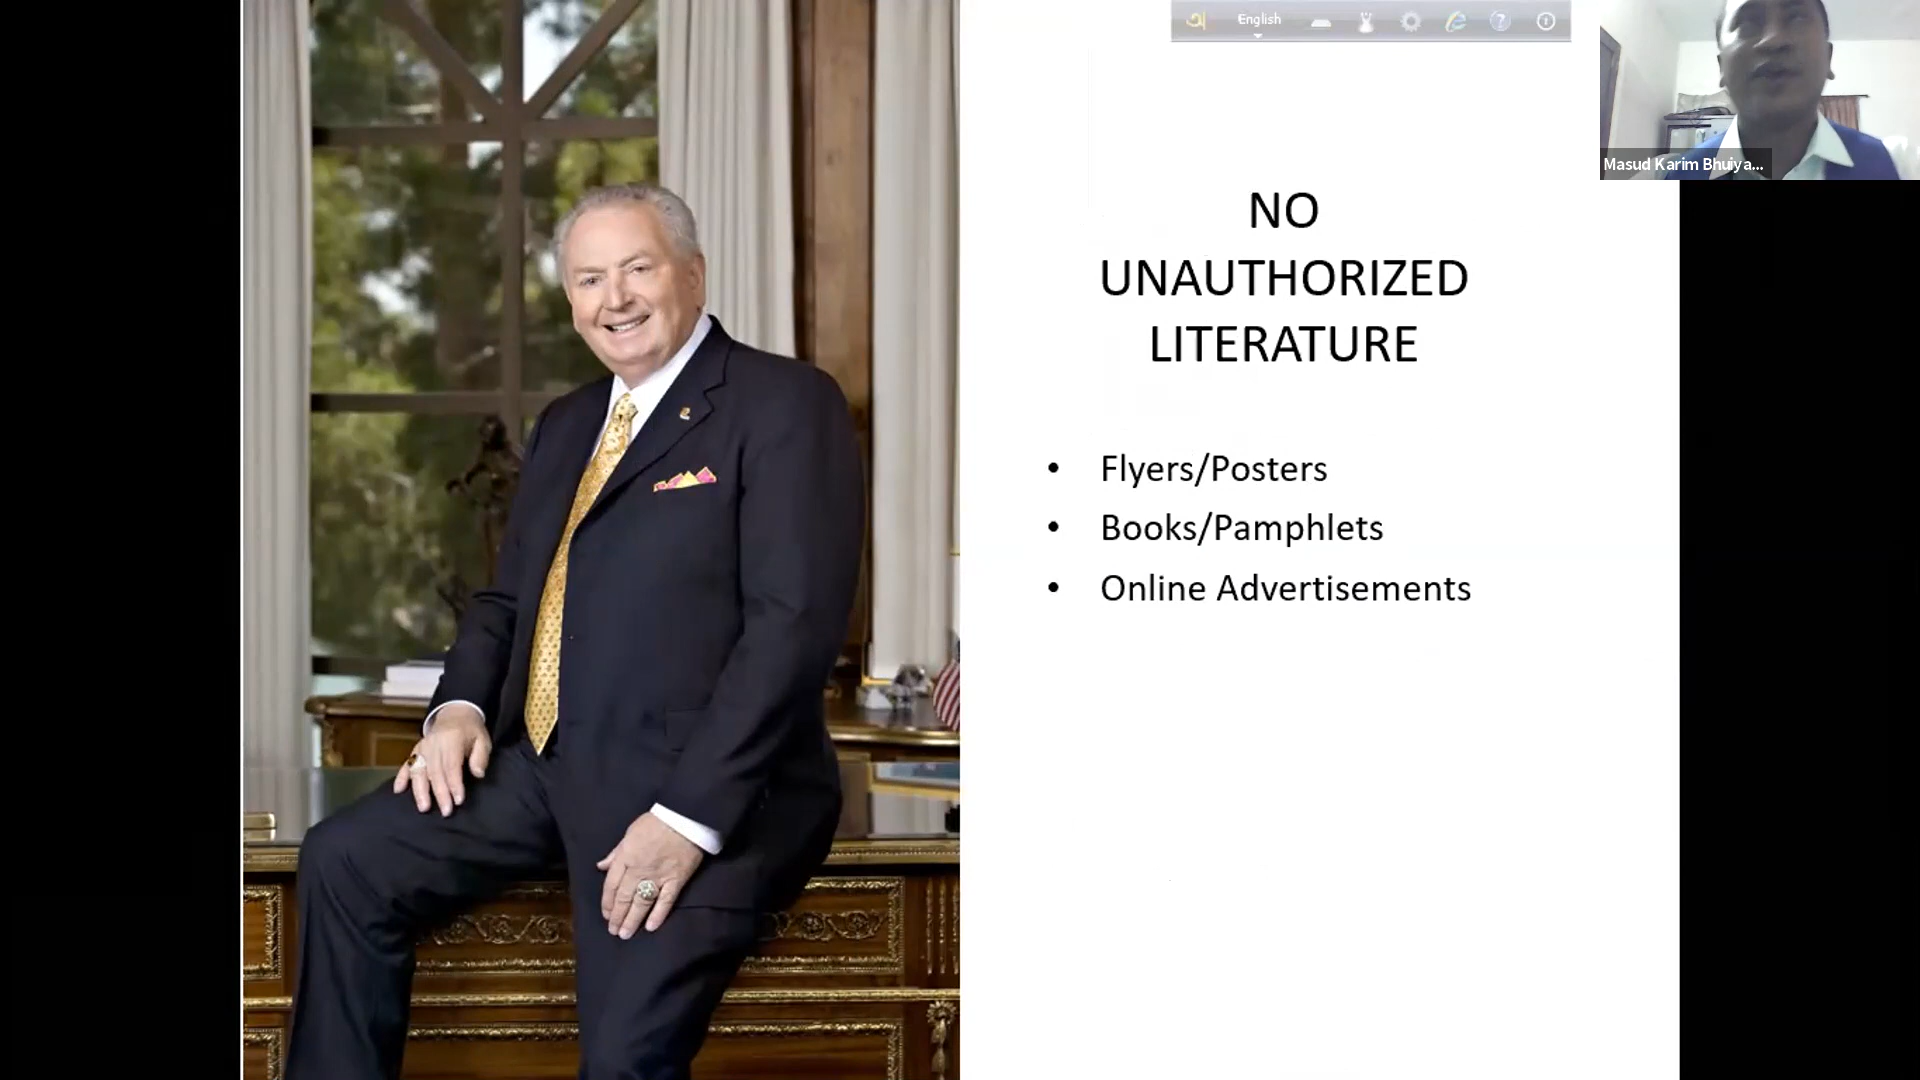 অ English
Masud Karim Bhuiya...
NO
UNAUTHORIZED
LITERATURE
• Flyers/Posters
• Books/Pamphlets
• Online Advertisements